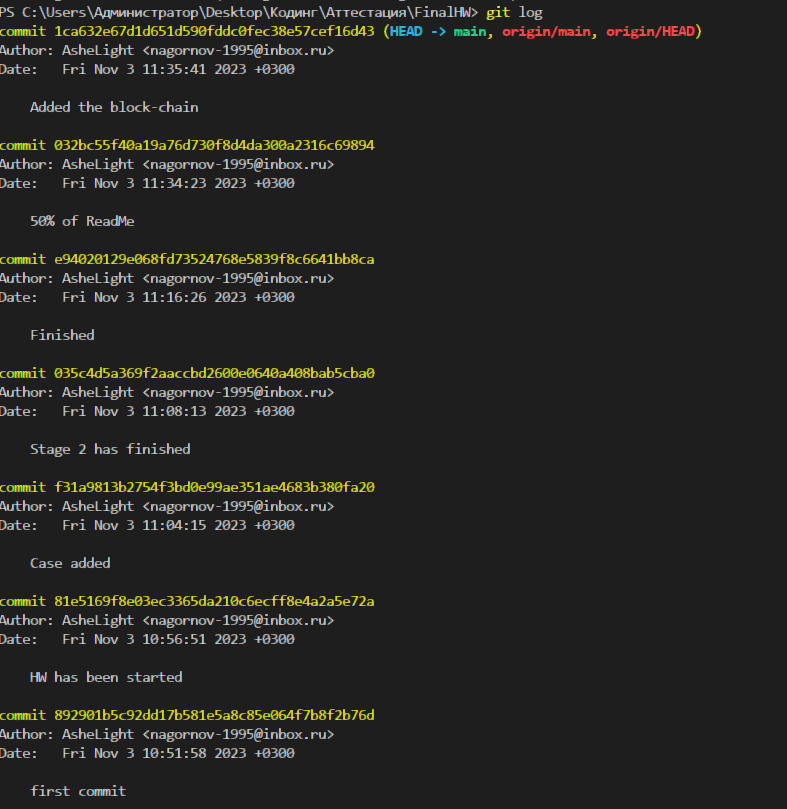 PS C:\Users\Администратор\Desktop\Кодинг\Аттестация\FinalHW> git log
commit 1ca632e67d1d651d590fddc0fec38e57cef16d43 (HEAD -> main, origin/main, origin/HEAD)
Author: AsheLight <nagornov-1995@inbox.ru>
Date:   Fri Nov 3 11:35:41 2023 +0300
Added the block-chain
commit 032bc55f40a19a76d730f8d4da300a2316c69894
Author: AsheLight <nagornov-1995@inbox.ru>
Date:   Fri Nov 3 11:34:23 2023 +0300
50% of ReadMe
commit e94020129e068fd73524768e5839f8c6641bb8ca
Author: AsheLight <nagornov-1995@inbox.ru>
Date:   Fri Nov 3 11:16:26 2023 +0300
Finished
commit 035c4d5a369f2aaccbd2600e0640a408bab5cba0
Author: AsheLight <nagornov-1995@inbox.ru>
Date:   Fri Nov 3 11:08:13 2023 +0300
Stage 2 has finished
commit f31a9813b2754f3bd0e99ae351ae4683b380fa20
Author: AsheLight <nagornov-1995@inbox.ru>
Date:   Fri Nov 3 11:04:15 2023 +0300
Case added
commit 81e5169f8e03ec3365da210c6ecff8e4a2a5e72a
Author: AsheLight <nagornov-1995@inbox.ru>
Date:   Fri Nov 3 10:56:51 2023 +0300
HW has been started
commit 892901b5c92dd17b581e5a8c85e064f7b8f2b76d
Author: AsheLight <nagornov-1995@inbox.ru>
Date:   Fri Nov 3 10:51:58 2023 +0300
first commit